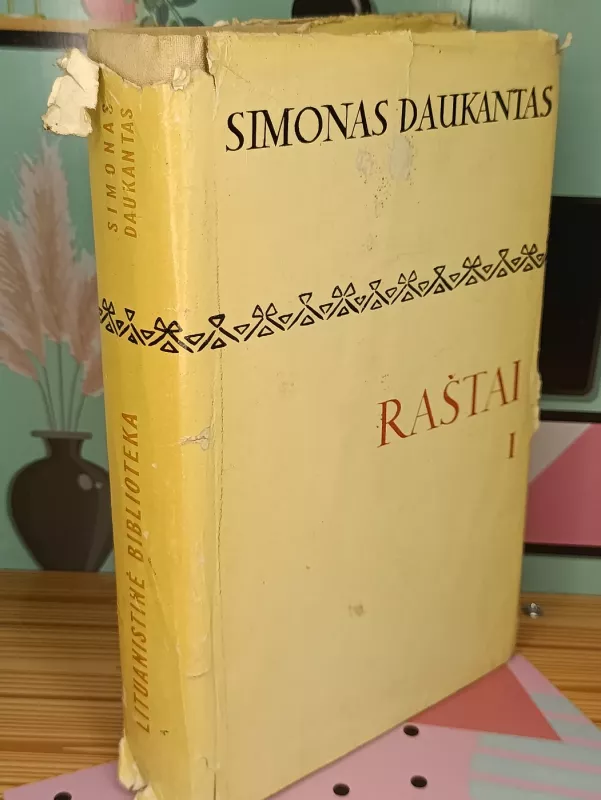 SIMONAS DAUKANTAS
RAŠTAI
I
SIMONAS
DAUKANTAS
LITUANISTINĖ BIBLIOTEKA